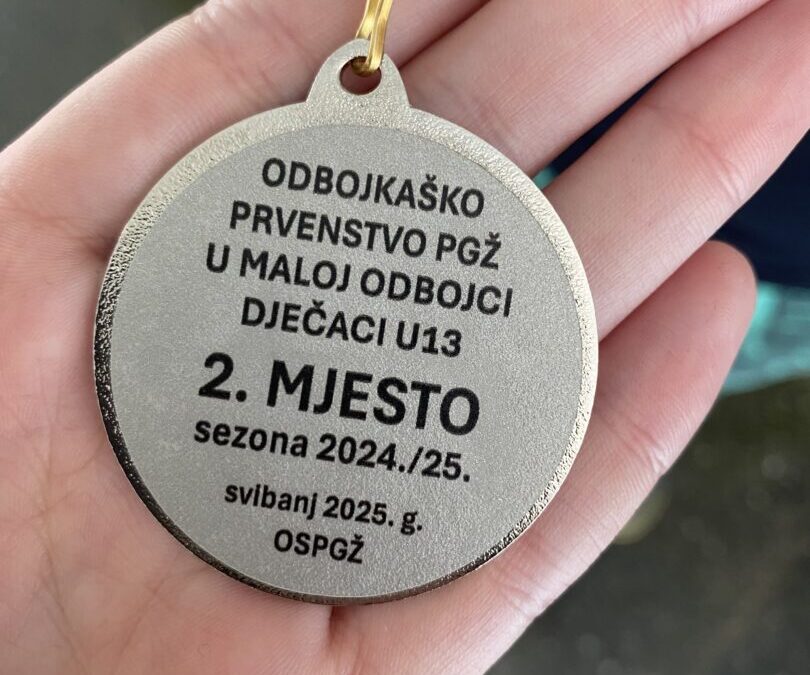 ODBOJKAŠKO
PRVENSTVO PGŽ
U MALOJ ODBOJCI
DJEČACI U13
2. MJESTO
sezona 2024./25.
svibanj 2025. g.
OSPGŽ